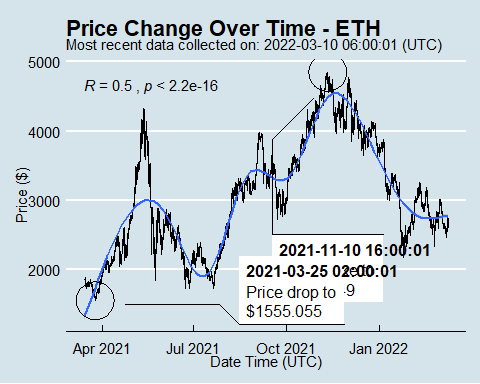 Price Change Over Time - ETH
Most recent data collected on: 2022-03-10 06:00:01 (UTC)
R = 0.5 , p < 2.2e-16
Price ($)
5000
4000
3000
2000
2021-11-10 16:00:01
2021-03-25 02:00:01
Price drop to
$1555.055
Apr 2021
Jul 2021
Oct 2021
Jan 2022
Date Time (UTC)